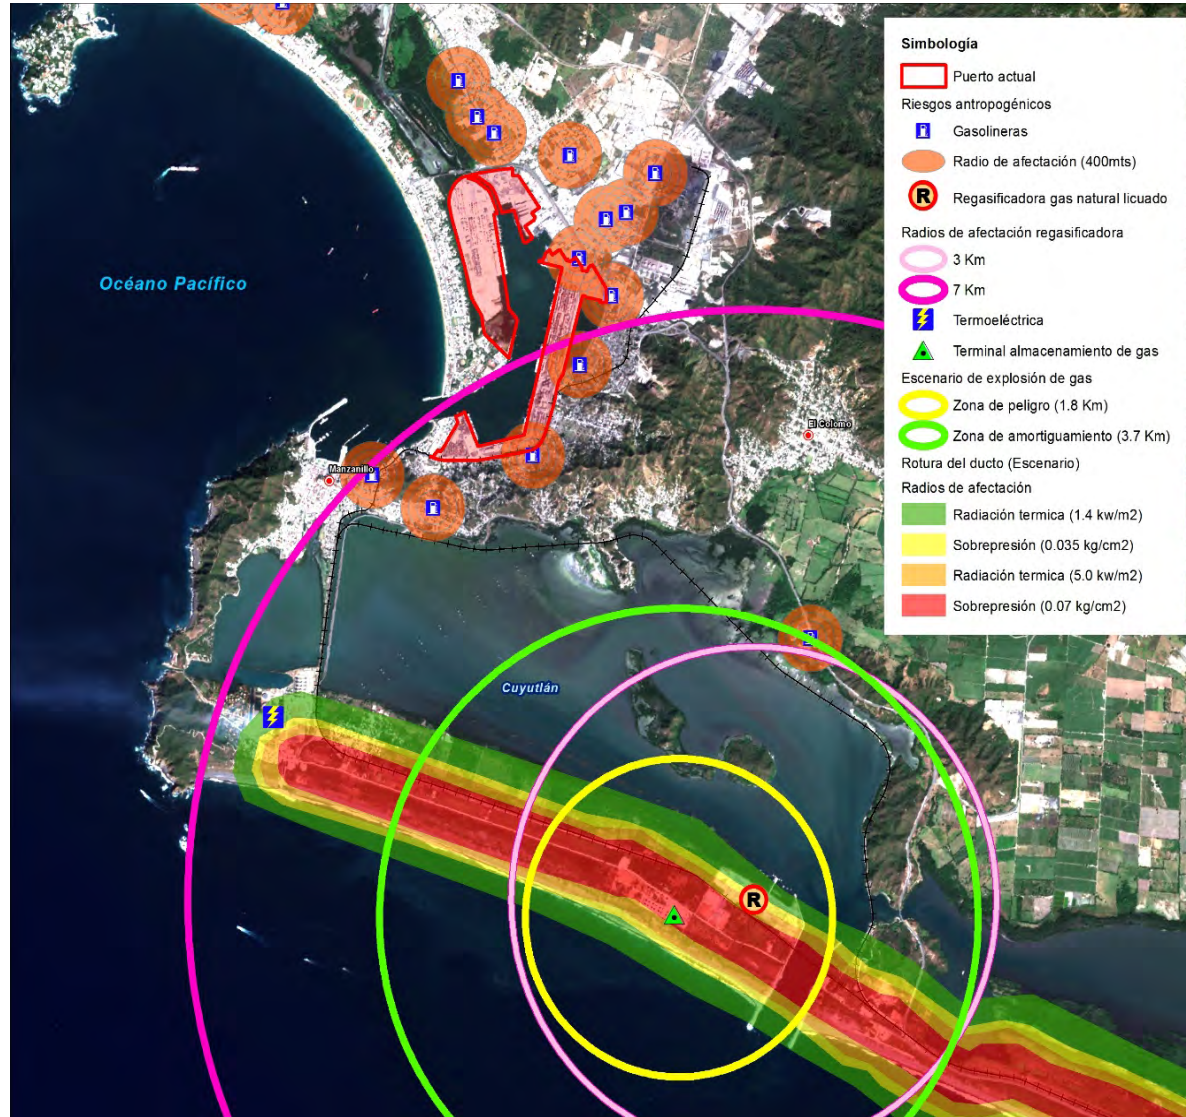 Simbología
Puerto actual
Riesgos antropogénicos
Gasolineras
Radio de afectación (400mts)
R
Regasificadora gas natural licuado
Radios de afectación regasificadora
3 Km
7 Km
Termoeléctrica
Terminal almacenamiento de gas
Escenario de explosión de gas
Zona de peligro (1.8 Km)
Zona de amortiguamiento (3.7 Km)
Rotura del ducto (Escenario)
Radios de afectación
Radiación termica (1.4 kw/m2)
Sobrepresión (0.035 kg/cm2)
Radiación termica (5.0 kw/m2)
Sobrepresión (0.07 kg/cm2)
Océano Pacífico
El Colomo
Manzanillo
Cuyutlán
R